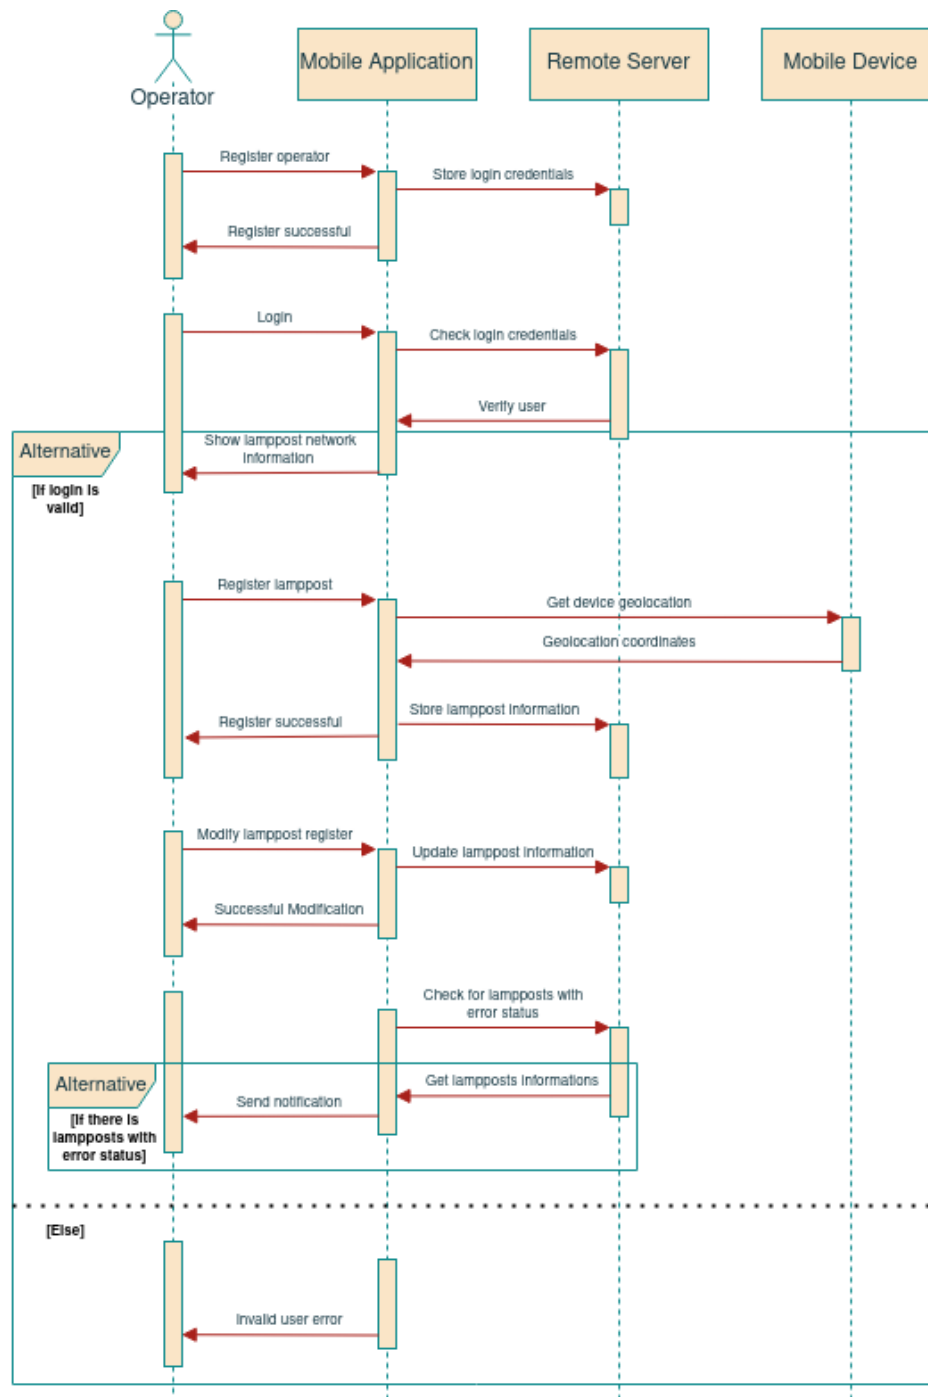 Operator
Mobile Application
Remote Server
Mobile Device
Register operator
Store login credentials
Register successful
Login
Check login credentials
Verify user
Alternative
Show lamppost network
information
[If login is
valid]
Register lamppost
Get device geolocation
Geolocation coordinates
Store lamppost information
Register successful
Modify lamppost register
Update lamppost information
Successful Modification
Check for lampposts with
error status
Alternative
Get lampposts informations
Send notification
[If there is
lampposts with
error status]
[Else]
Invalid user error